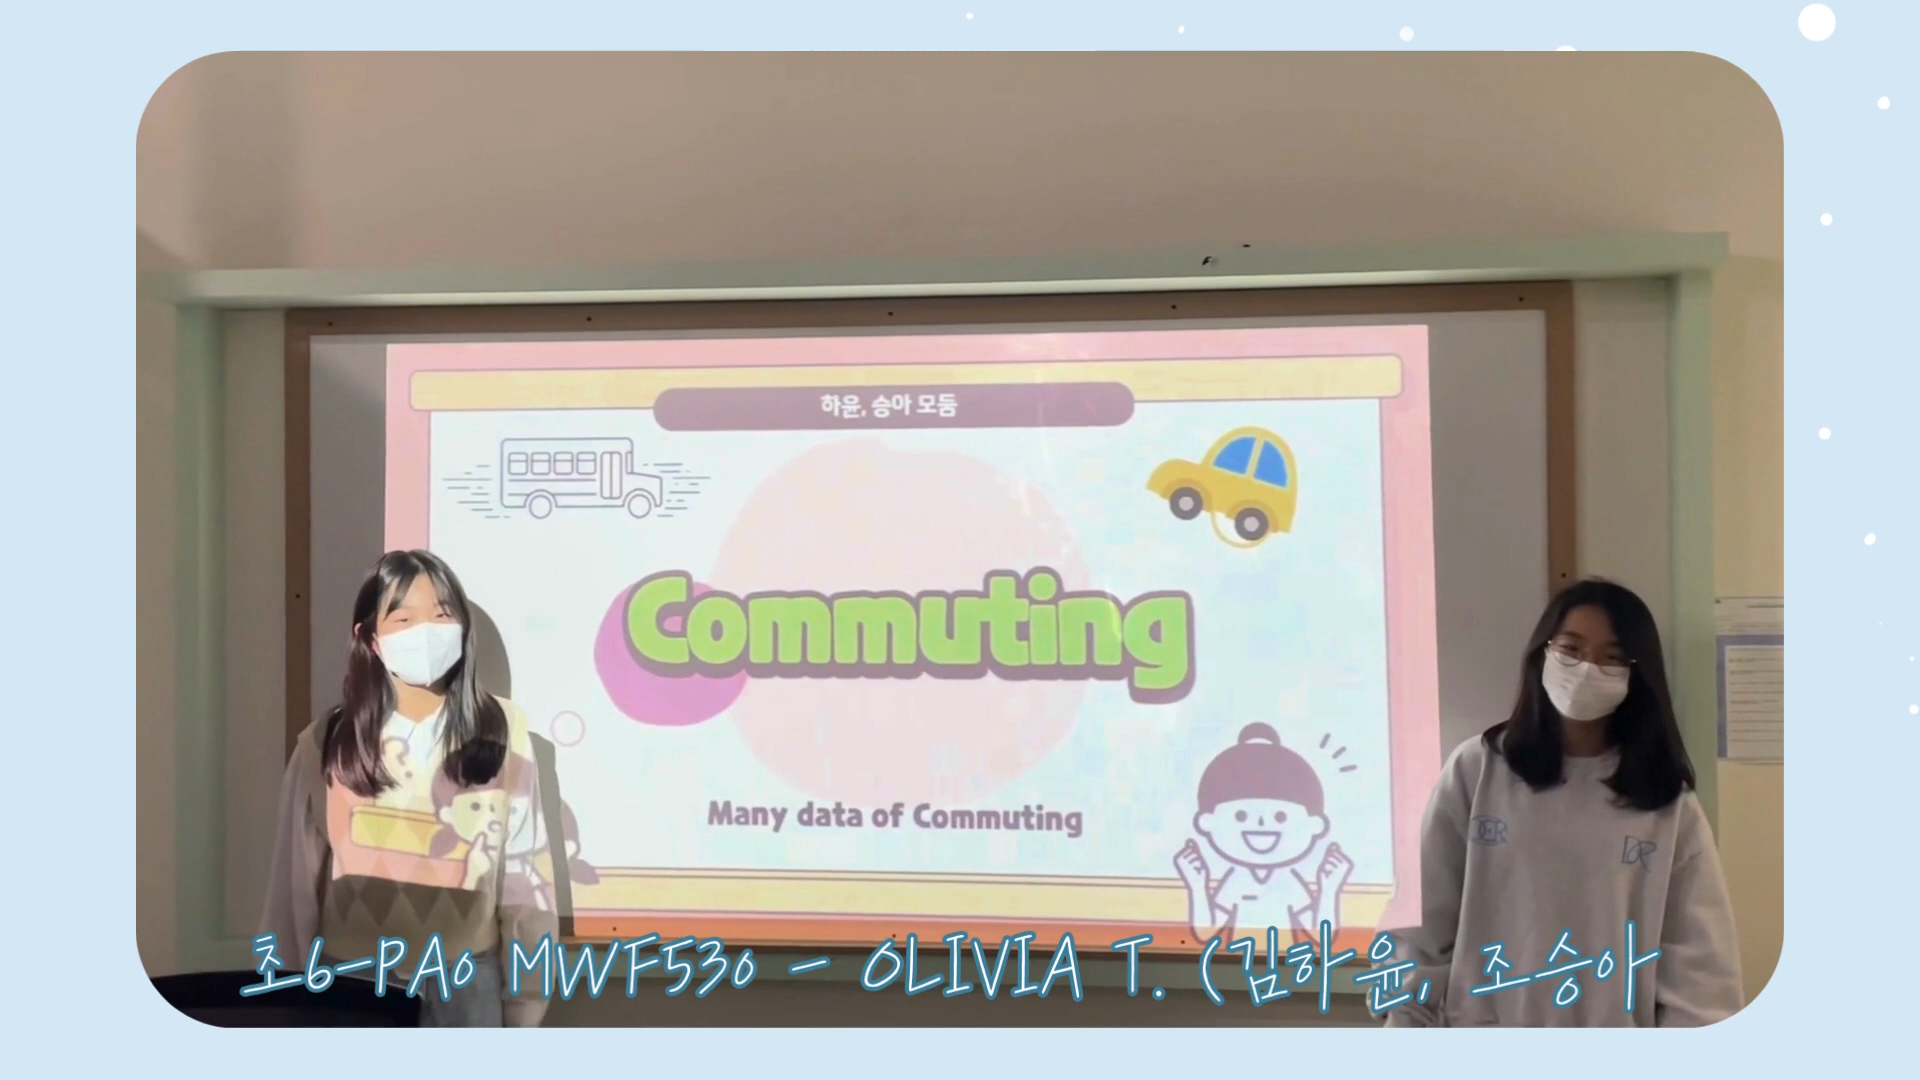 하윤, 승아 모둠
Commuting
Many data of Commuting
초6-PA0 MWF530 - OLIVIA T. (김하윤, 조승아